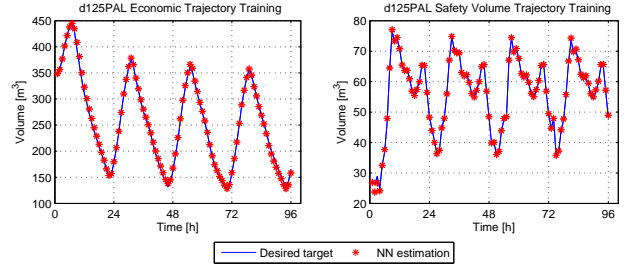 d125PAL Economic Trajectory Training
450
400
350
300
250
200
150
100
Volume [m³]
0 24 48 72 96
Time [h]
d125PAL Safety Volume Trajectory Training
80
70
60
50
40
30
20
Volume [m³]
0 24 48 72 96
Time [h]
Desired target
NN estimation